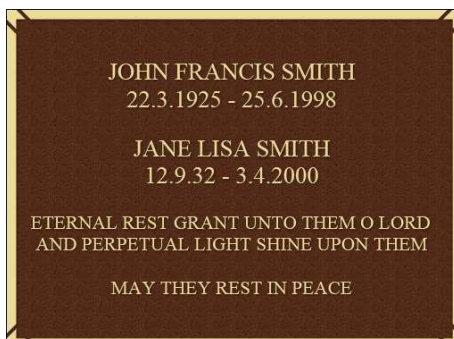 JOHN FRANCIS SMITH
22.3.1925 - 25.6.1998
JANE LISA SMITH
12.9.32 - 3.4.2000
ETERNAL REST GRANT UNTO THEM O LORD
AND PERPETUAL LIGHT SHINE UPON THEM
MAY THEY REST IN PEACE